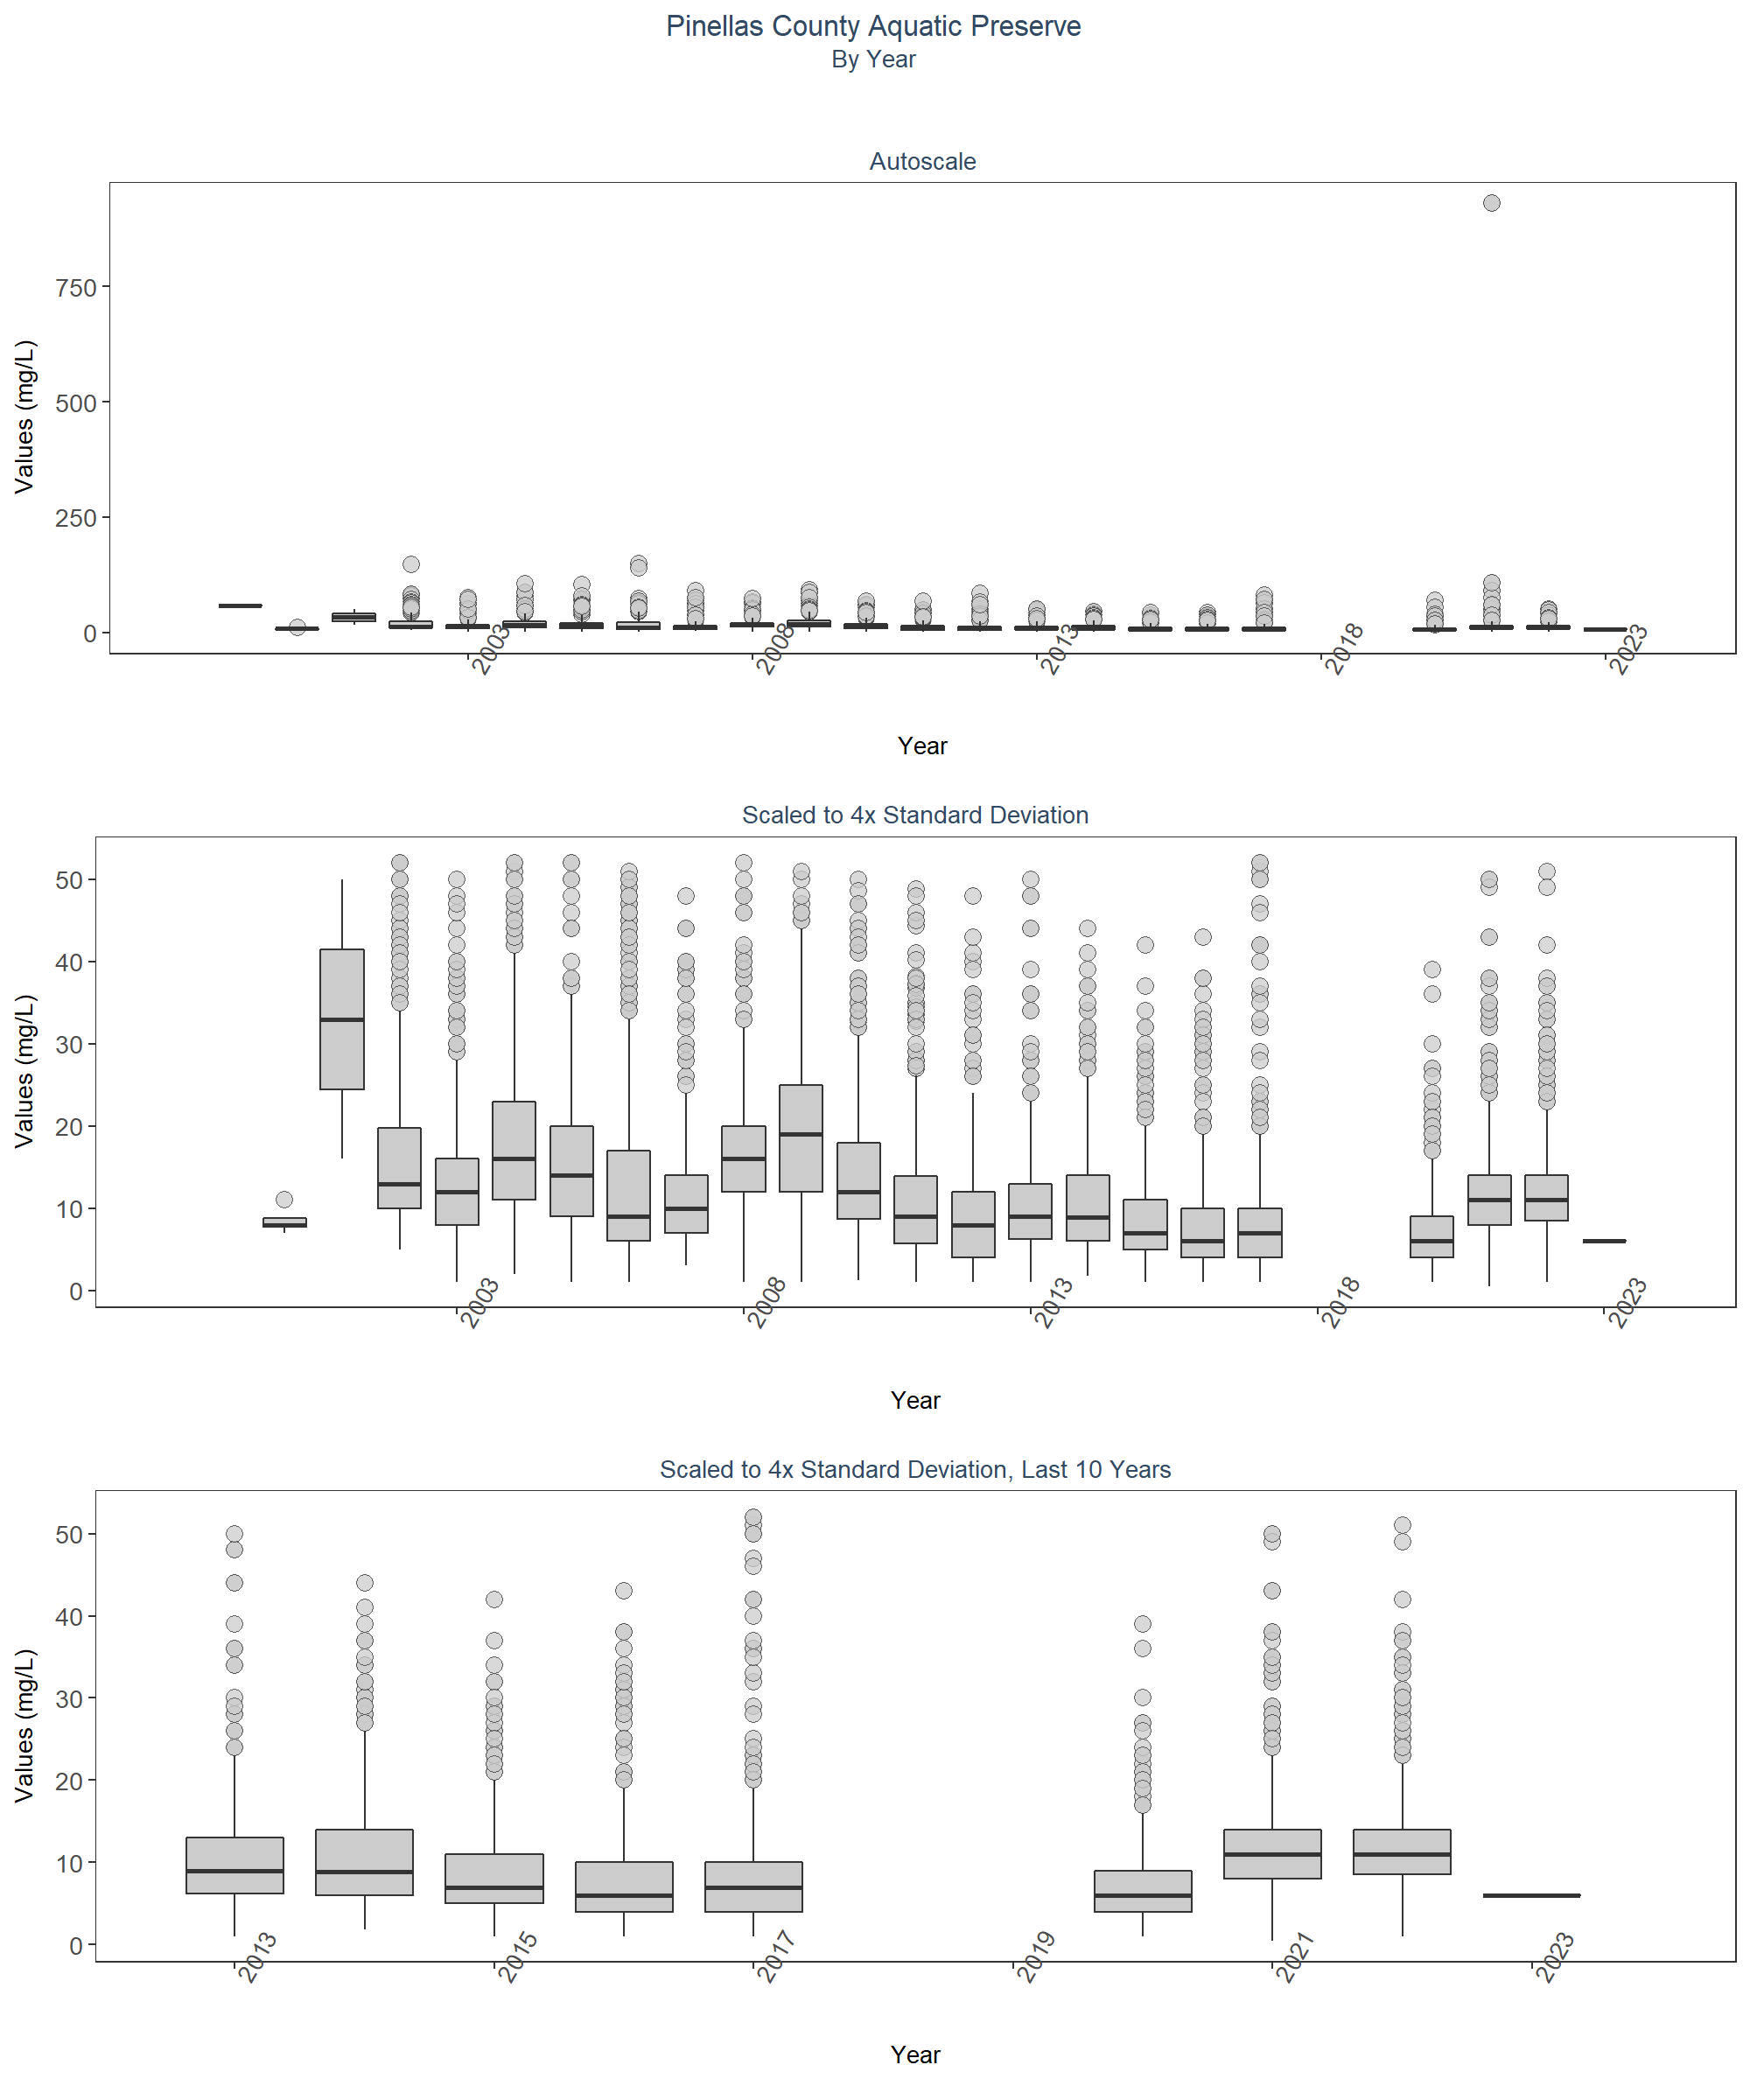 Pinellas County Aquatic Preserve
By Year
Autoscale
Values (mg/L)
750
500
250
0
2003 2008 2013 2018 2023
Year
Scaled to 4x Standard Deviation
Values (mg/L)
50
40
30
20
10
0
2003 2008 2013 2018 2023
Year
Scaled to 4x Standard Deviation, Last 10 Years
Values (mg/L)
50
40
30
20
10
0
2013 2015 2017 2019 2021 2023
Year